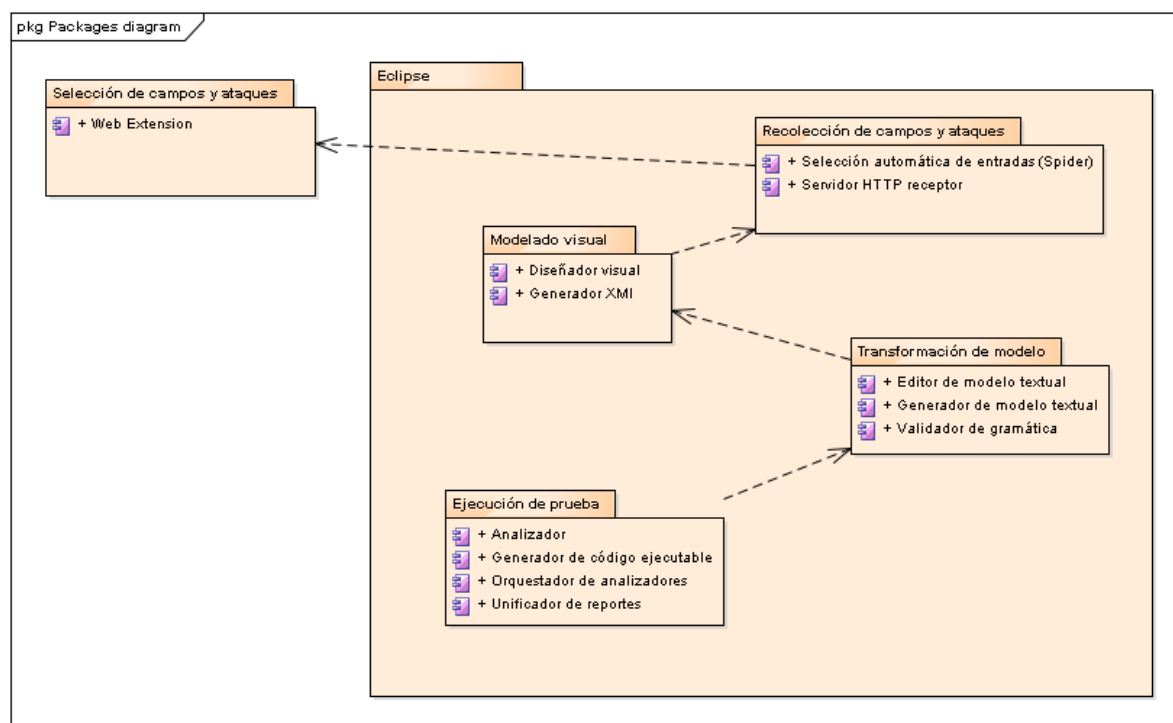 pkg Packages diagram
Selección de campos y ataques
+ Web Extension
Eclipse
Recolección de campos y ataques
+ Selección automática de entradas (Spider)
+ Servidor HTTP receptor
Modelado visual
+ Diseñador visual
+ Generador XMI
Transformación de modelo
+ Editor de modelo textual
+ Generador de modelo textual
+ Validador de gramática
Ejecución de prueba
+ Analizador
+ Generador de código ejecutable
+ Orquestador de analizadores
+ Unificador de reportes